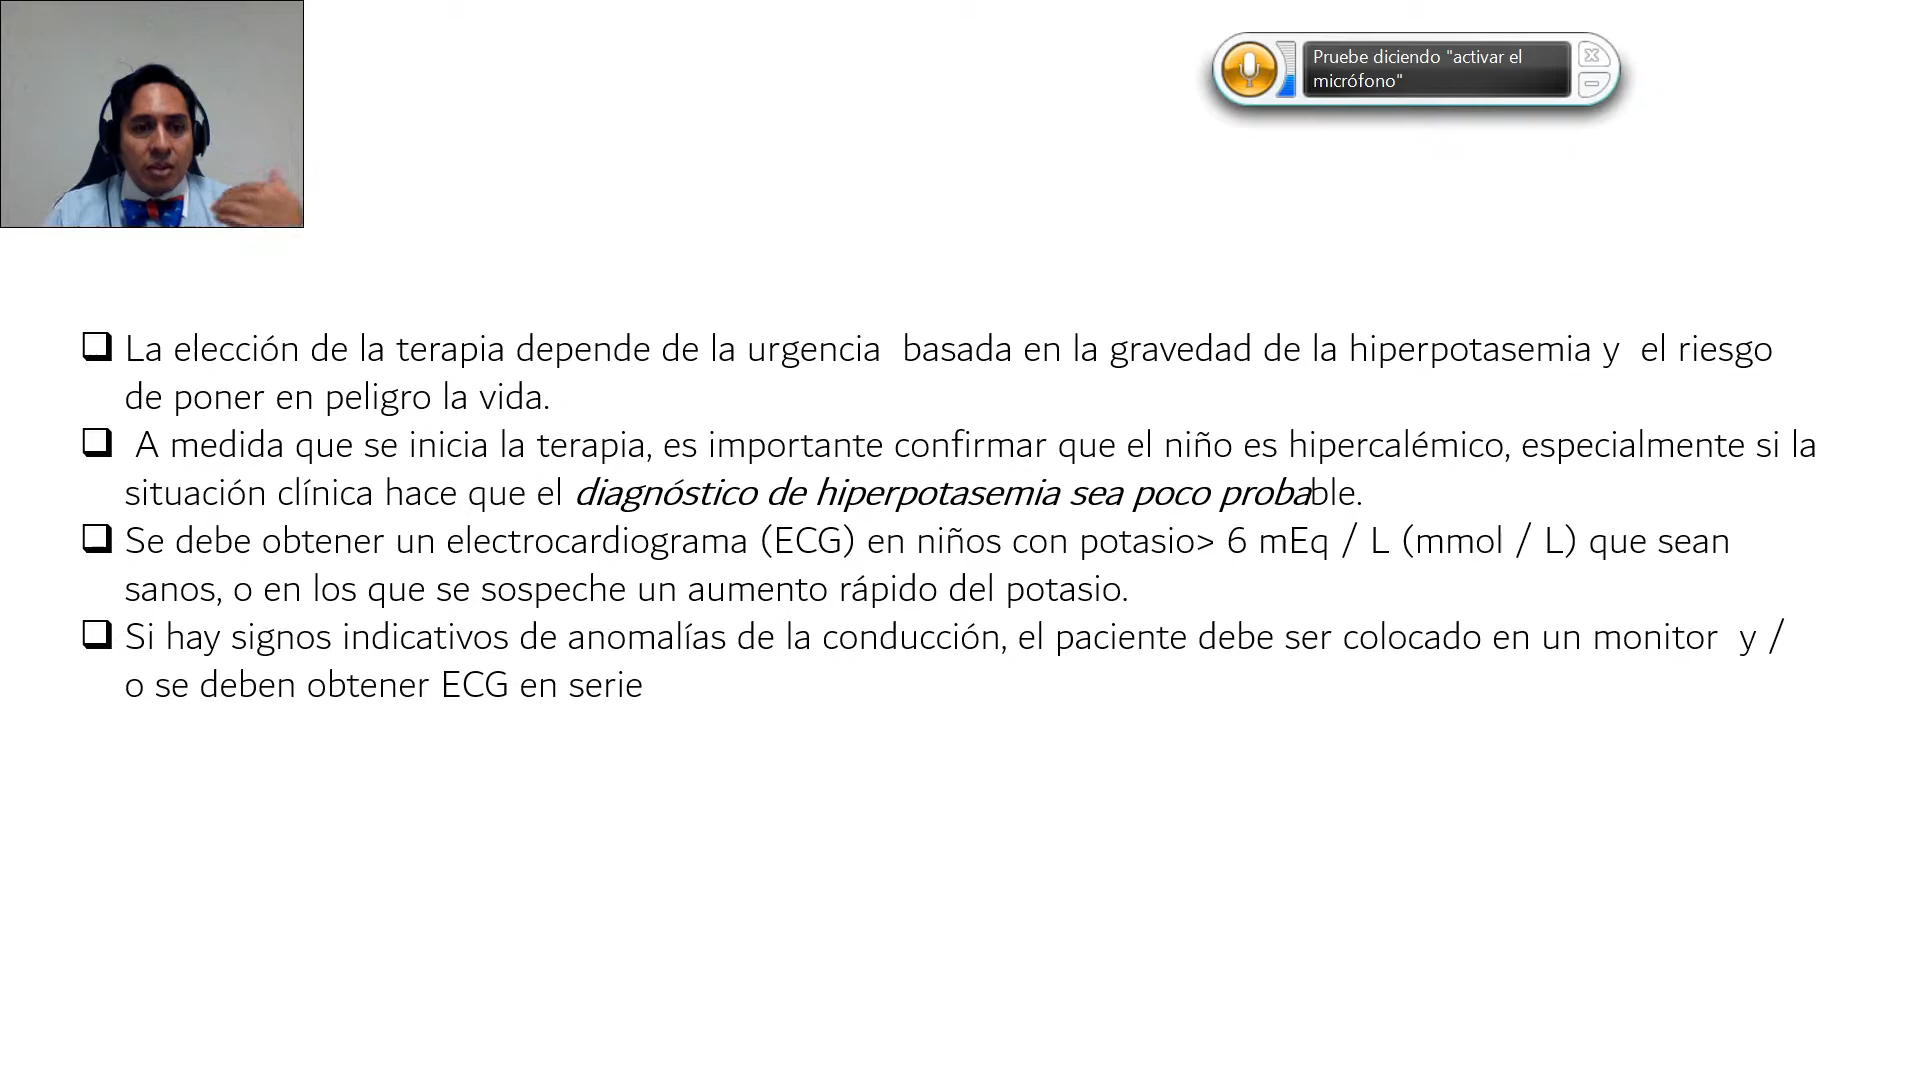 Pruebe diciendo "activar el
micrófono"
❑ La elección de la terapia depende de la urgencia  basada en la gravedad de la hiperpotasemia y  el riesgo
de poner en peligro la vida.
❑ A medida que se inicia la terapia, es importante confirmar que el niño es hipercalémico, especialmente si la
situación clínica hace que el diagnóstico de hiperpotasemia sea poco probable.
❑ Se debe obtener un electrocardiograma (ECG) en niños con potasio> 6 mEq / L (mmol / L) que sean
sanos, o en los que se sospeche un aumento rápido del potasio.
❑ Si hay signos indicativos de anomalías de la conducción, el paciente debe ser colocado en un monitor  y /
o se deben obtener ECG en serie